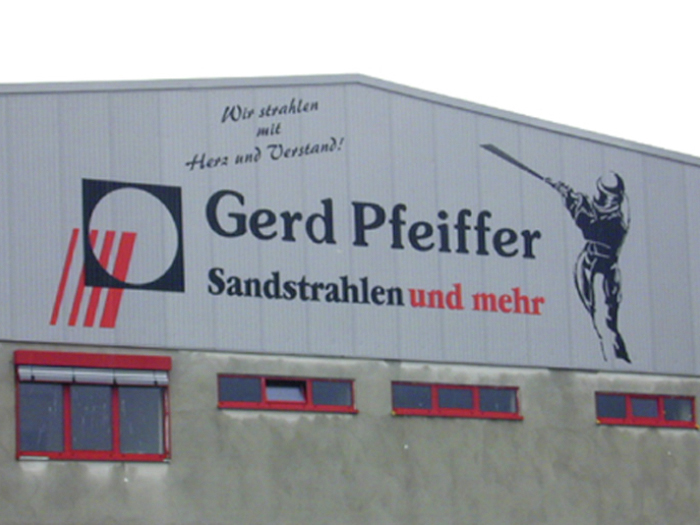 Wir strahlen
mit
Herz und Verstand!
Gerd Pfeiffer
Sandstrahlen und mehr